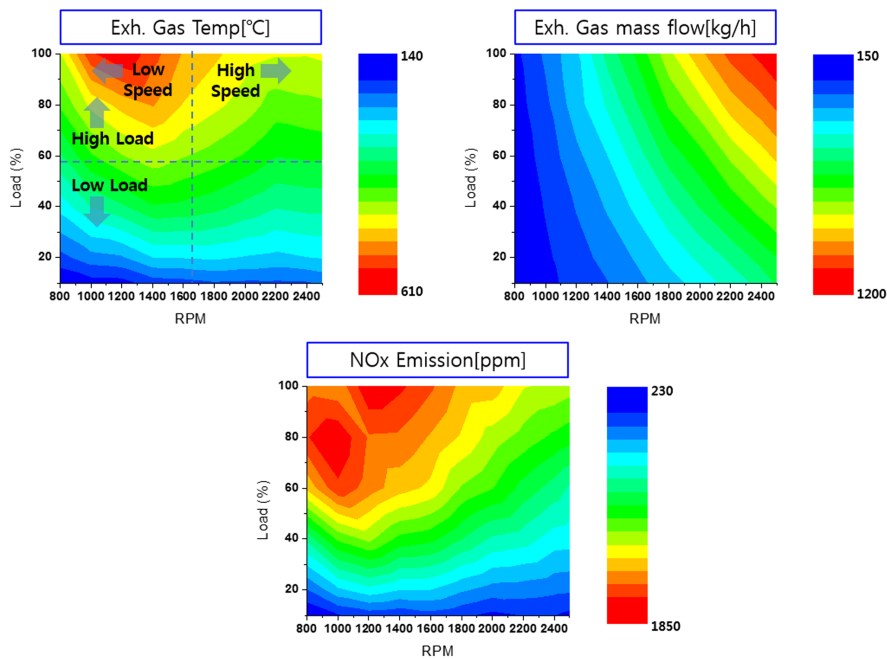 Exh. Gas Temp[℃]
100
80
60
40
20
Load (%)
Low Speed
High Speed
High Load
Low Load
800 1000 1200 1400 1600 1800 2000 2200 2400
RPM
140
610
Exh. Gas mass flow[kg/h]
100
80
60
40
20
Load (%)
800 1000 1200 1400 1600 1800 2000 2200 2400
RPM
150
1200
NOx Emission[ppm]
100
80
60
40
20
Load (%)
800 1000 1200 1400 1600 1800 2000 2200 2400
RPM
230
1850